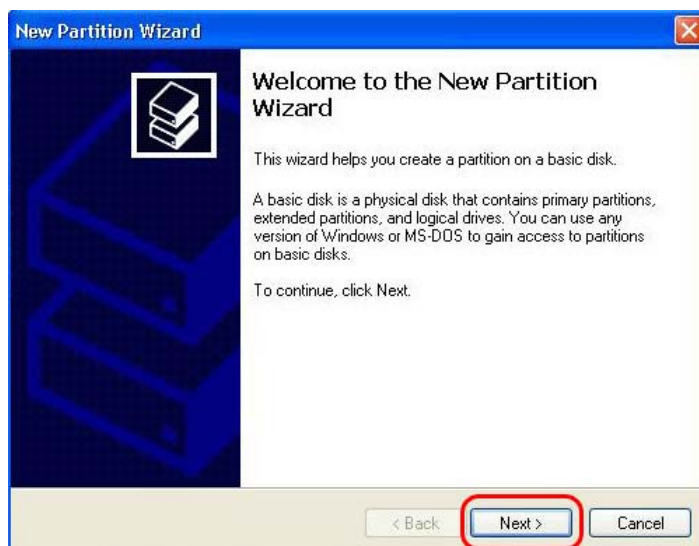 New Partition Wizard
Welcome to the New Partition
Wizard
This wizard helps you create a partition on a basic disk.
A basic disk is a physical disk that contains primary partitions,
extended partitions, and logical drives. You can use any
version of Windows or MS-DOS to gain access to partitions
on basic disks.
To continue, click Next.
< Back Next > Cancel